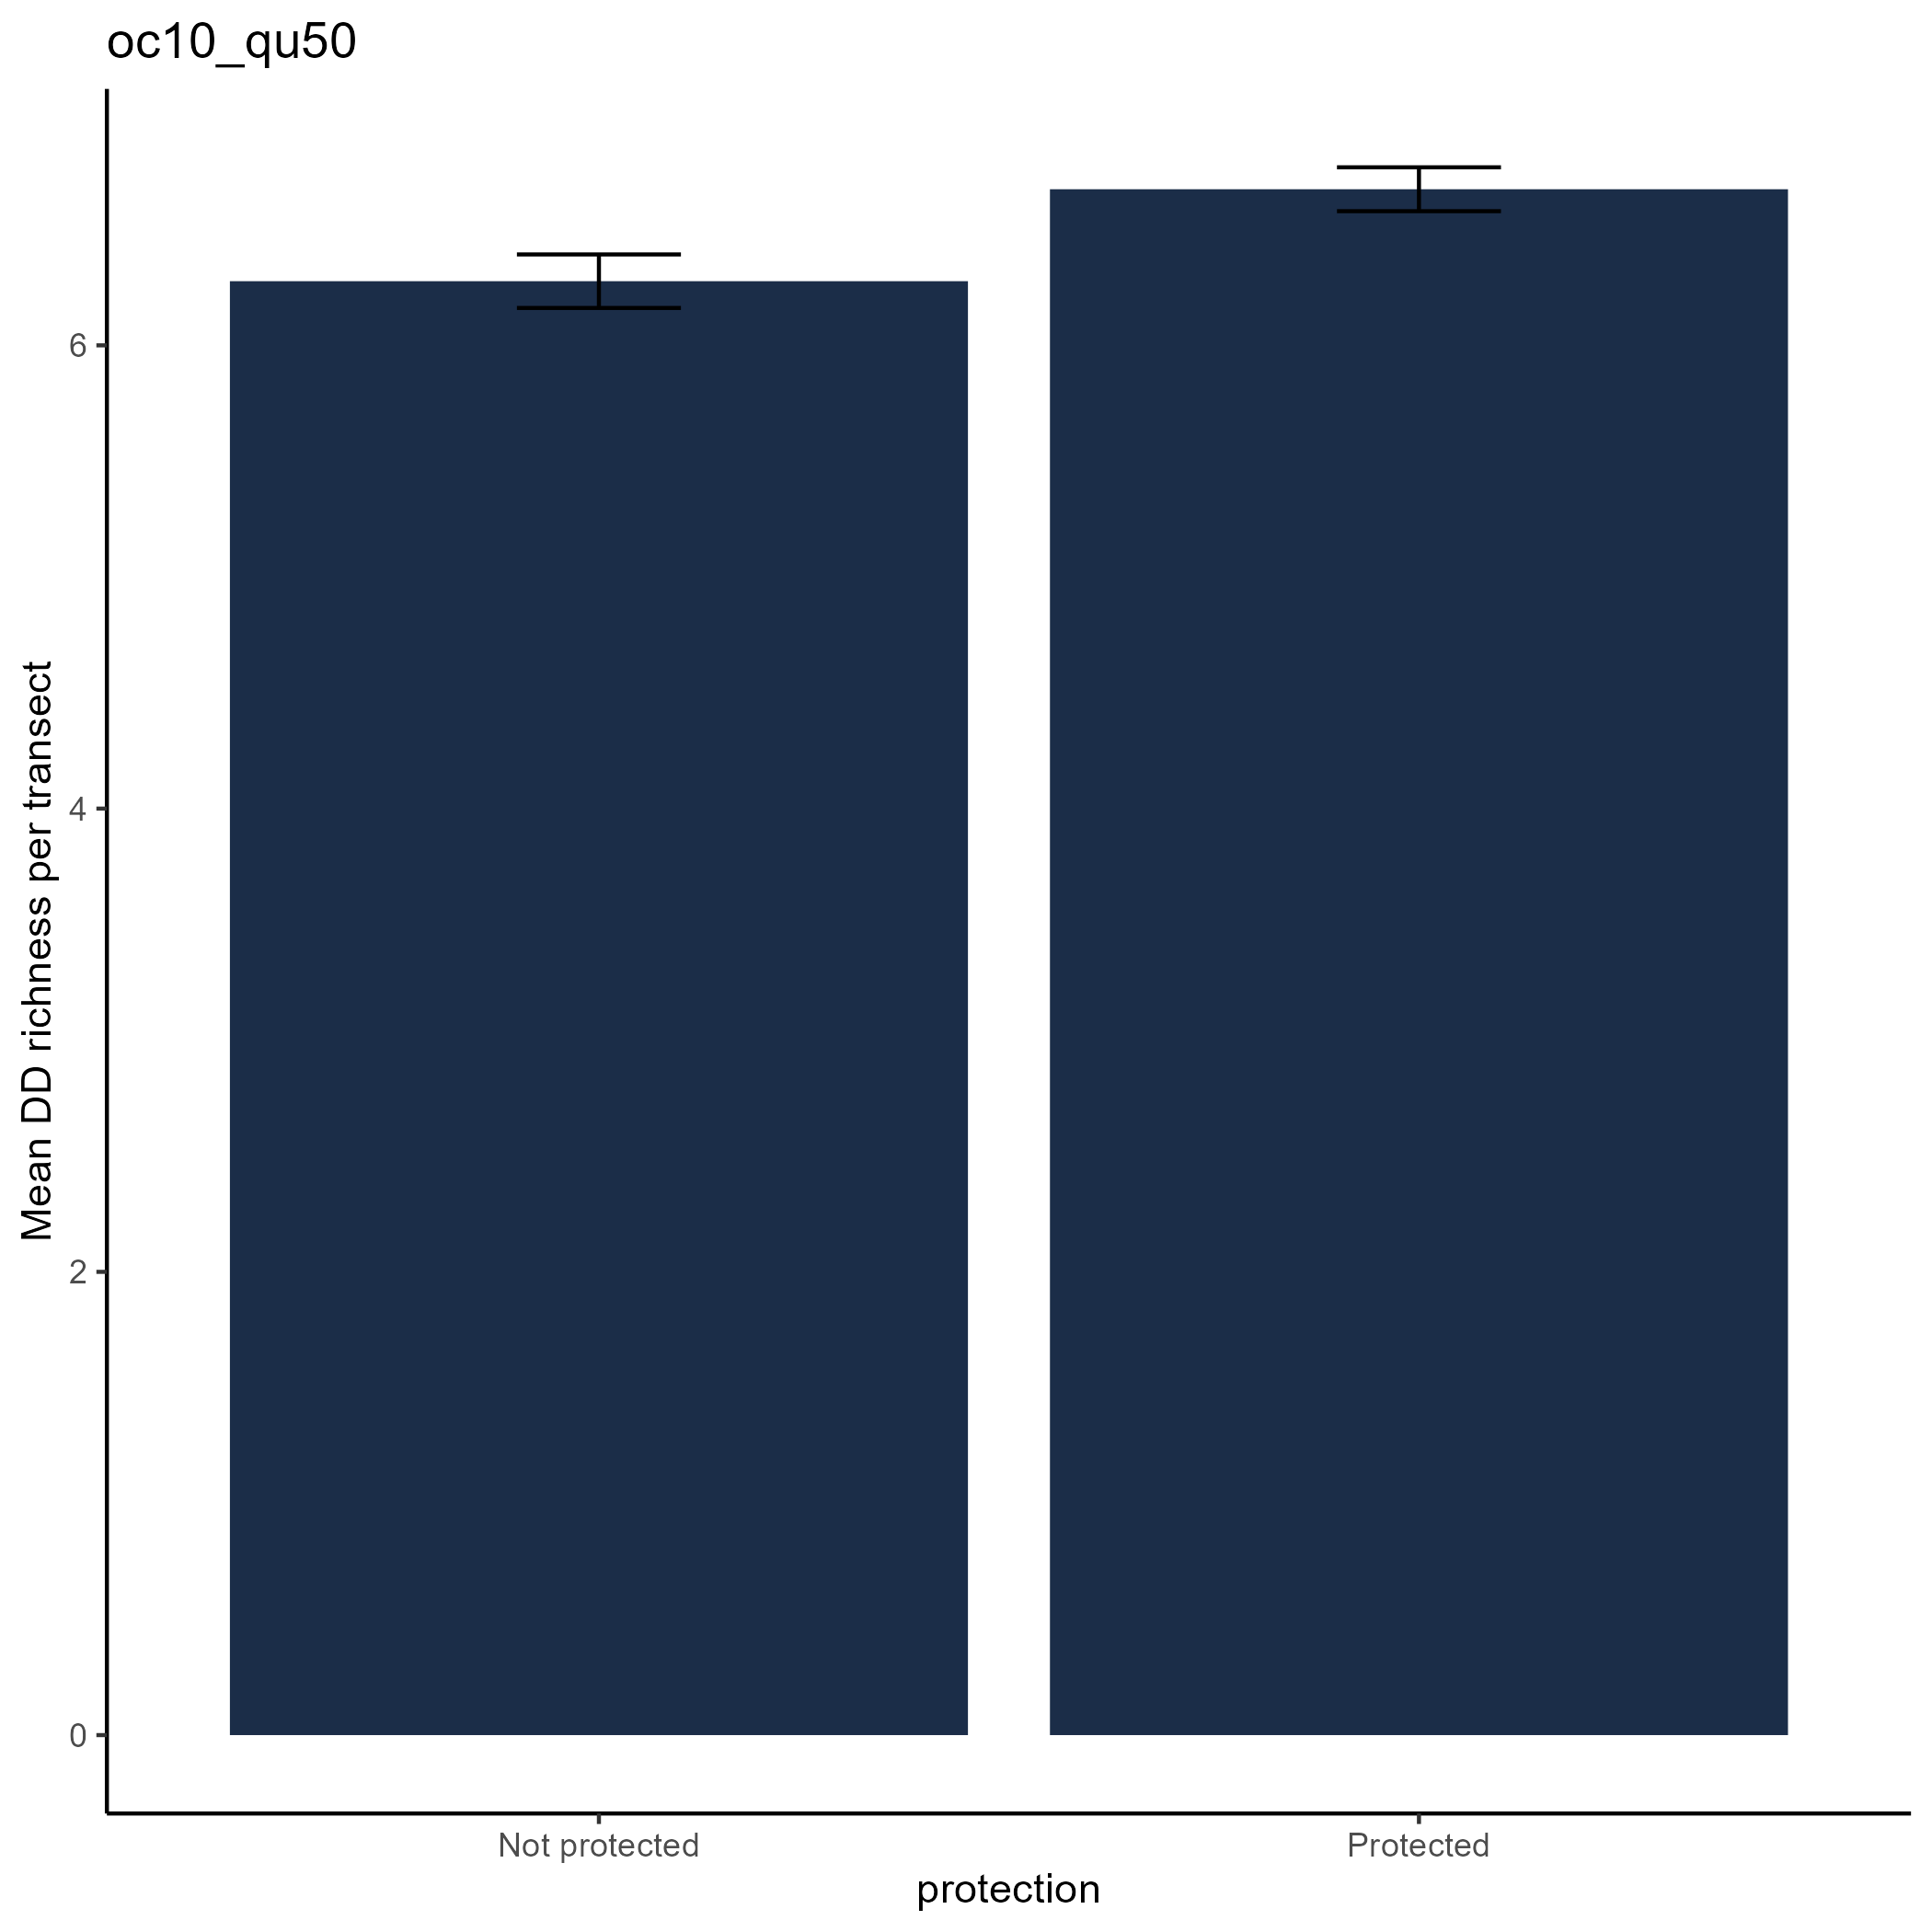 oc10_qu50
Mean DD richness per transect
6
4
2
0
Not protected
Protected
protection